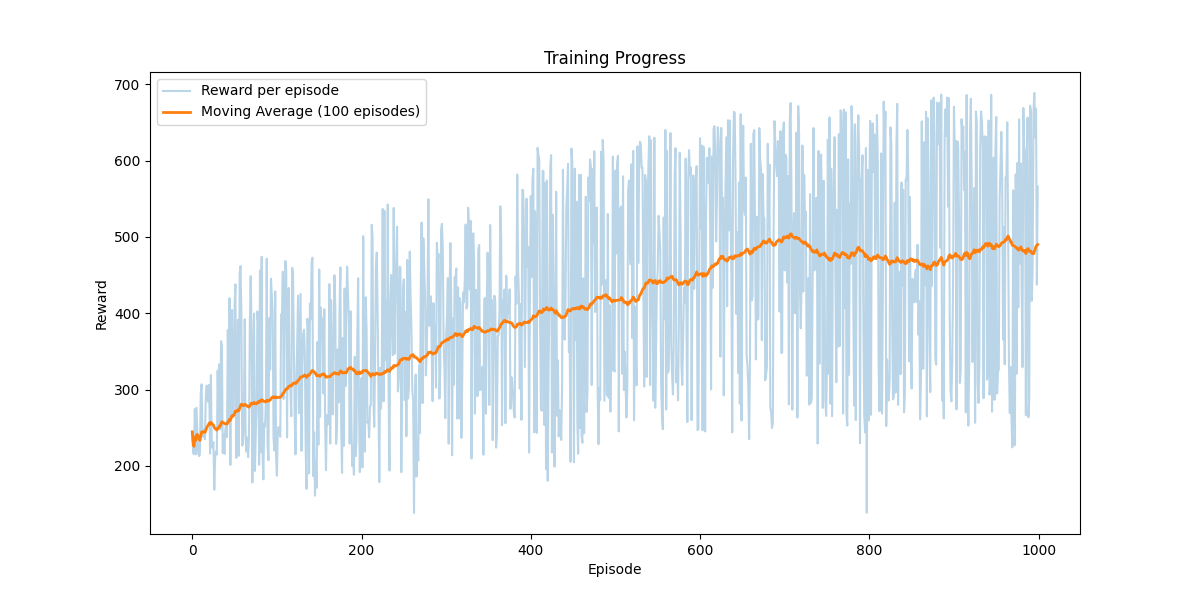 Training Progress
Reward per episode
Moving Average (100 episodes)
700
600
500
400
300
200
Reward
0
200
400
600
800
1000
Episode